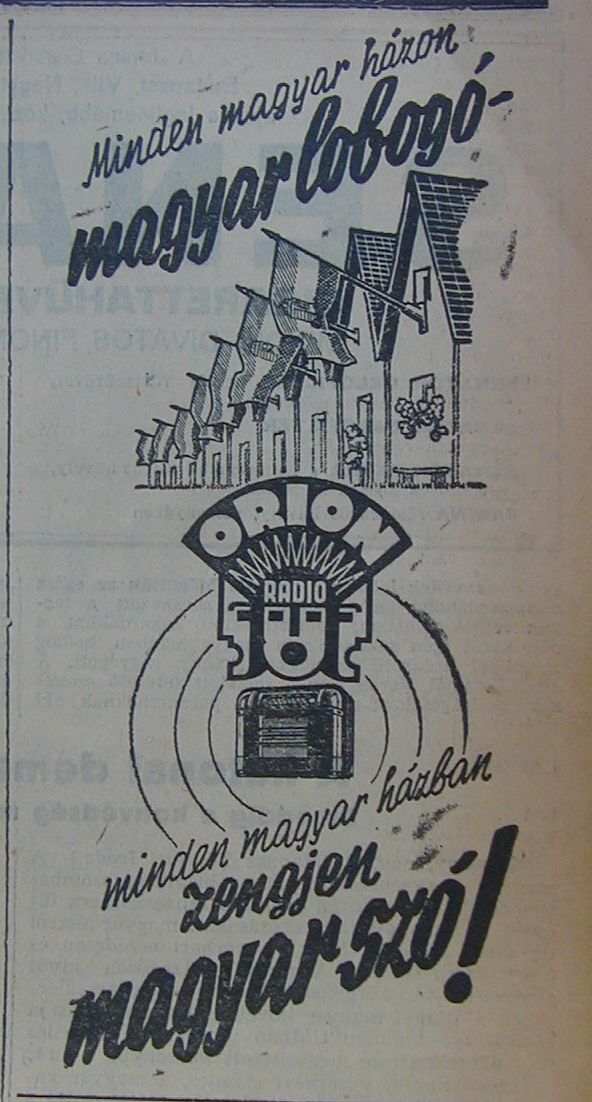 Minden magyar házon
magyar lobogó-
ORION
RADIO
minden magyar házban
zengjen
magyar szó!